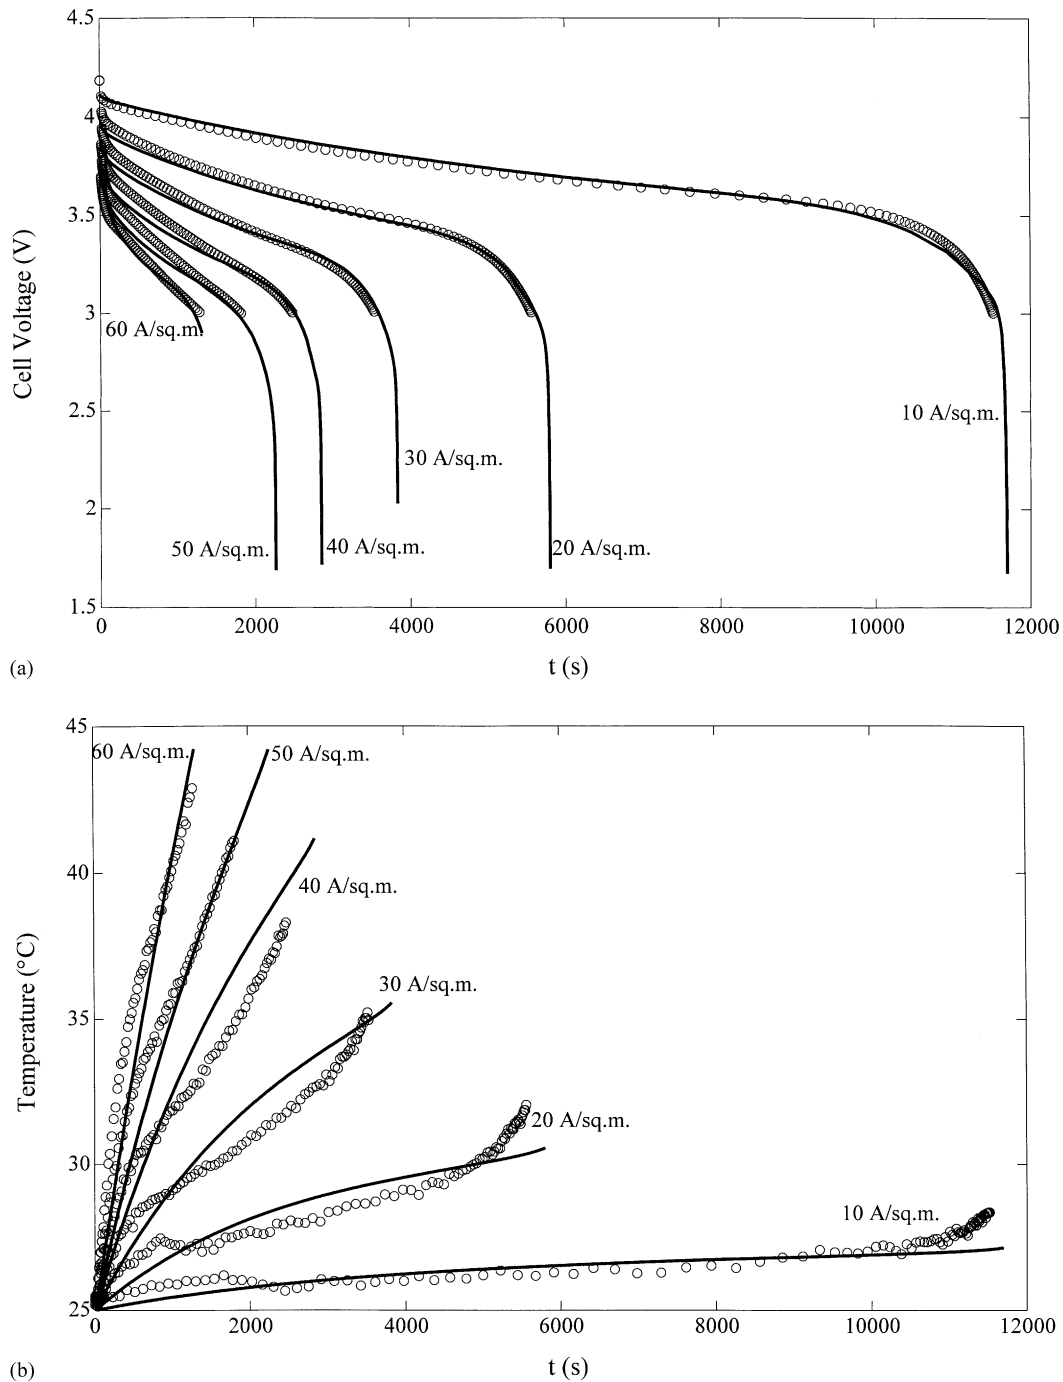 4.5
4
3.5
3
2.5
2
1.5
Cell Voltage (V)
60 A/sq.m.
50 A/sq.m.
40 A/sq.m.
30 A/sq.m.
20 A/sq.m.
10 A/sq.m.
0 2000 4000 6000 8000 10000 12000
(a)
t (s)
45
40
35
30
25
Temperature (°C)
60 A/sq.m.
50 A/sq.m.
40 A/sq.m.
30 A/sq.m.
20 A/sq.m.
10 A/sq.m.
0 2000 4000 6000 8000 10000 12000
(b)
t (s)